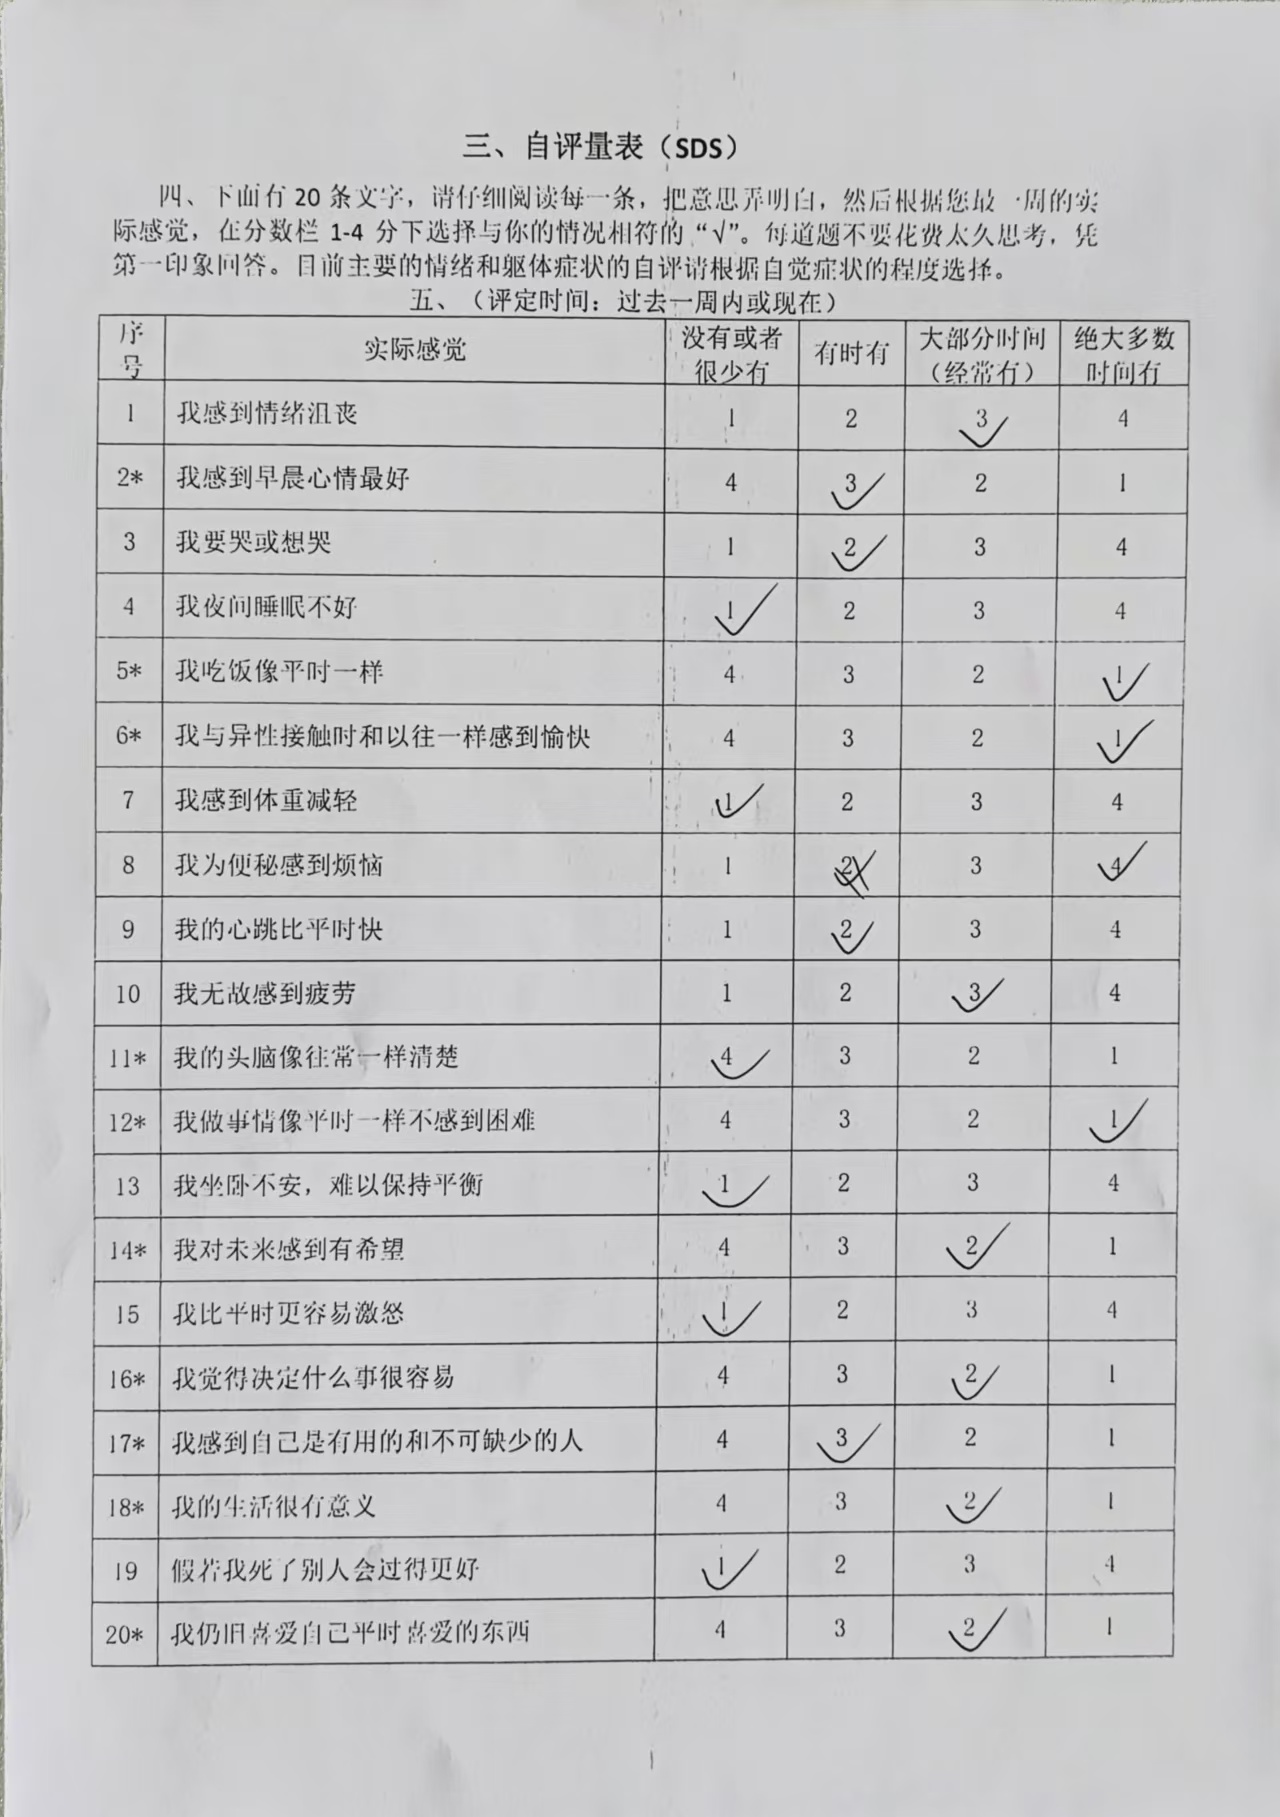 三、自评量表（SDS）
四、下面有 20 条文字，请仔细阅读每一条，把意思弄明白，然后根据您最一周的实
际感觉，在分数栏 1-4 分下选择与你的情况相符的“√”。每道题不要花费太久思考，凭
第一印象回答。目前主要的情绪和躯体症状的自评请根据自觉症状的程度选择。
五、（评定时间：过去一周内或现在）
序号 实际感觉 没有或者很少有 有时有 大部分时间（经常有） 绝大多数时间有
1 我感到情绪沮丧 1 2 3√ 4
2* 我感到早晨心情最好 4 3√ 2 1
3 我要哭或想哭 1 2√ 3 4
4 我夜间睡眠不好 1√ 2 3 4
5* 我吃饭像平时一样 4 3 2 1√
6* 我与异性接触时和以往一样感到愉快 4 3 2 1√
7 我感到体重减轻 1√ 2 3 4
8 我为便秘感到烦恼 1 2 3 4√
9 我的心跳比平时快 1 2√ 3 4
10 我无故感到疲劳 1 2 3√ 4
11* 我的头脑像往常一样清楚 4√ 3 2 1
12* 我做事情像平时一样不感到困难 4 3 2 1√
13 我坐卧不安，难以保持平衡 1√ 2 3 4
14* 我对未来感到有希望 4 3 2√ 1
15 我比平时更容易激怒 1√ 2 3 4
16* 我觉得决定什么事很容易 4 3 2√ 1
17* 我感到自己是有用的和不可缺少的人 4 3√ 2 1
18* 我的生活很有意义 4 3 2√ 1
19 假若我死了别人会过得更好 1√ 2 3 4
20* 我仍旧喜爱自己平时喜爱的东西 4 3 2√ 1
1